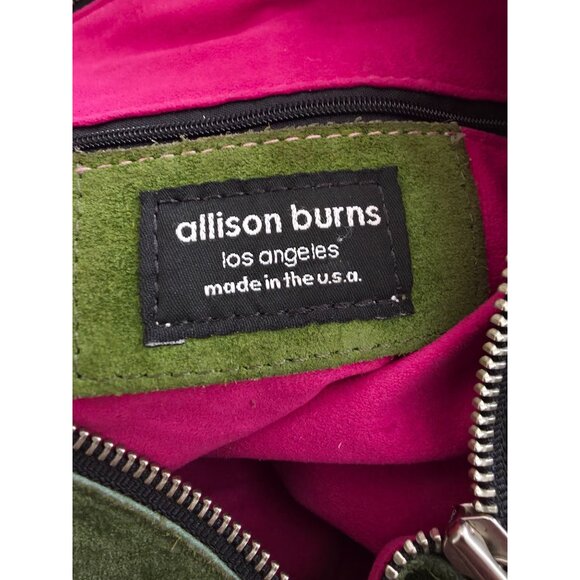 allison burns
los angeles
made in the u.s.a.